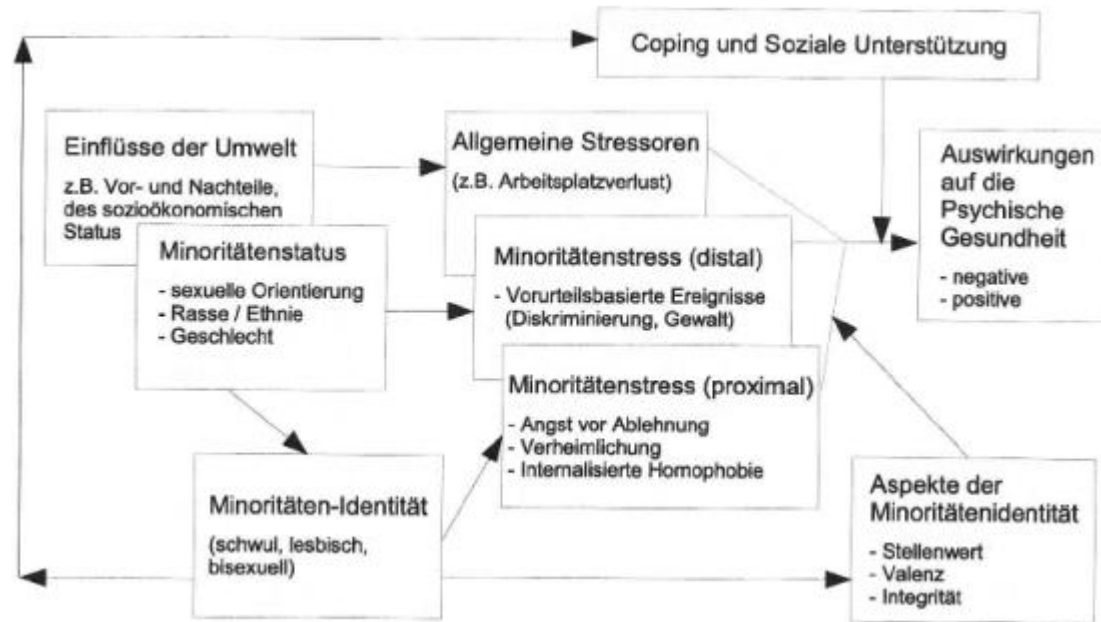 Coping und Soziale Unterstützung
Einflüsse der Umwelt
z.B. Vor- und Nachteile,
des sozioökonomischen
Status
Allgemeine Stressoren
(z.B. Arbeitsplatzverlust)
Auswirkungen
auf die
Psychische
Gesundheit
- negative
- positive
Minoritätenstatus
- sexuelle Orientierung
- Rasse / Ethnie
- Geschlecht
Minoritätenstress (distal)
- Vorurteilsbasierte Ereignisse
(Diskriminierung, Gewalt)
Minoritätenstress (proximal)
- Angst vor Ablehnung
- Verheimlichung
- Internalisierte Homophobie
Minoritäten-Identität
(schwul, lesbisch,
bisexuell)
Aspekte der
Minoritätenidentität
- Stellenwert
- Valenz
- Integrität